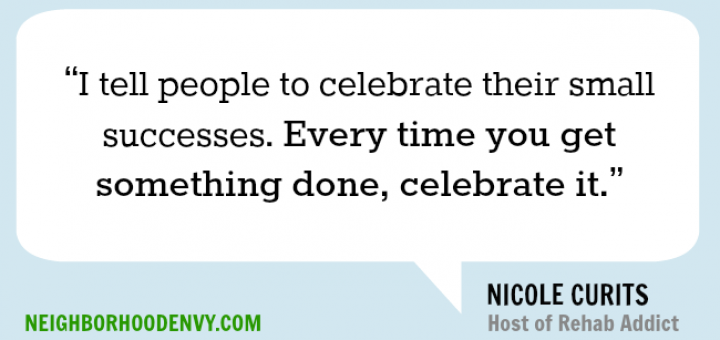 “I tell people to celebrate their small
successes. Every time you get
something done, celebrate it.”
NICOLE CURITS
Host of Rehab Addict
NEIGHBORHOODENVY.COM